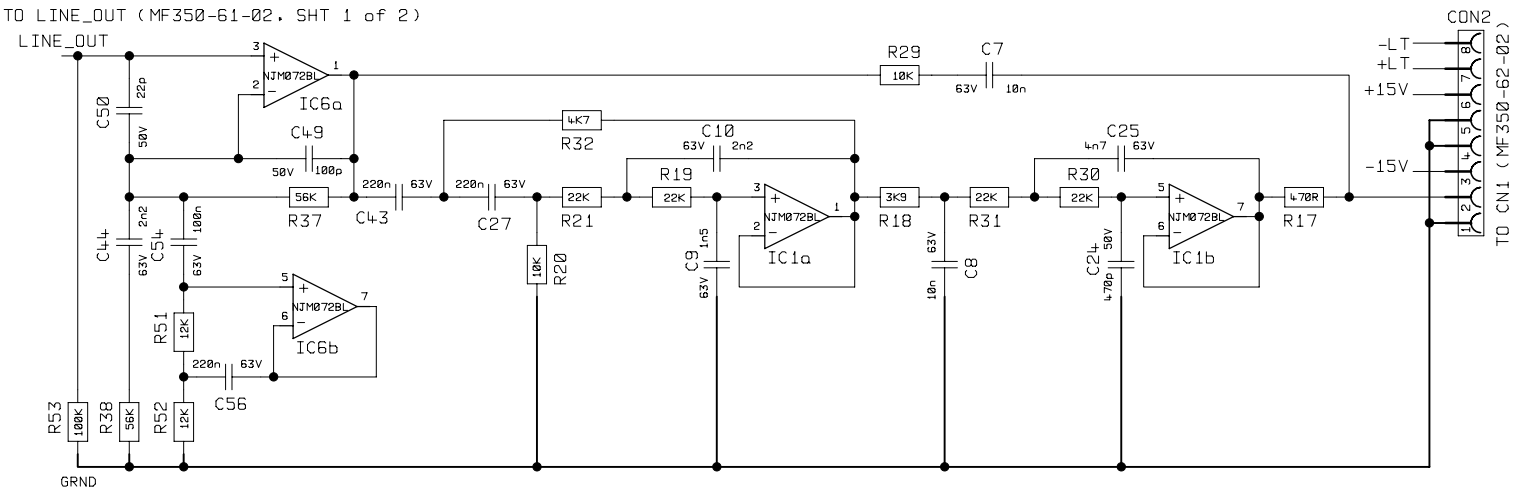 TO LINE_OUT (MF350-61-02. SHT 1 of 2)
LINE_OUT
3
+
NJM072BL
1
2
-
IC6a
C50
22p
50V
C49
50V 100p
R29
10K
C7
63V 10n
4K7
R32
C10
63V 2n2
C25
4n7 63V
56K
R37
220n 63V
C43
220n 63V
C27
22K
R21
R19
22K
3
+
NJM072BL
1
2
-
IC1a
3K9
R18
22K
R31
R30
22K
5
+
NJM072BL
7
6
-
IC1b
470R
R17
C44
2n2
63V
C54
100n
63V
5
+
NJM072BL
7
6
-
IC6b
R51
12K
220n 63V
C56
R53
100K
R38
56K
R52
12K
10K
R20
C9
1n5
63V
63V
C8
10n
C24
50V
470p
GRND
CON2
-LT
8
+LT
7
+15V
6
5
4
-15V
3
2
1
TO CN1 (MF350-62-02)